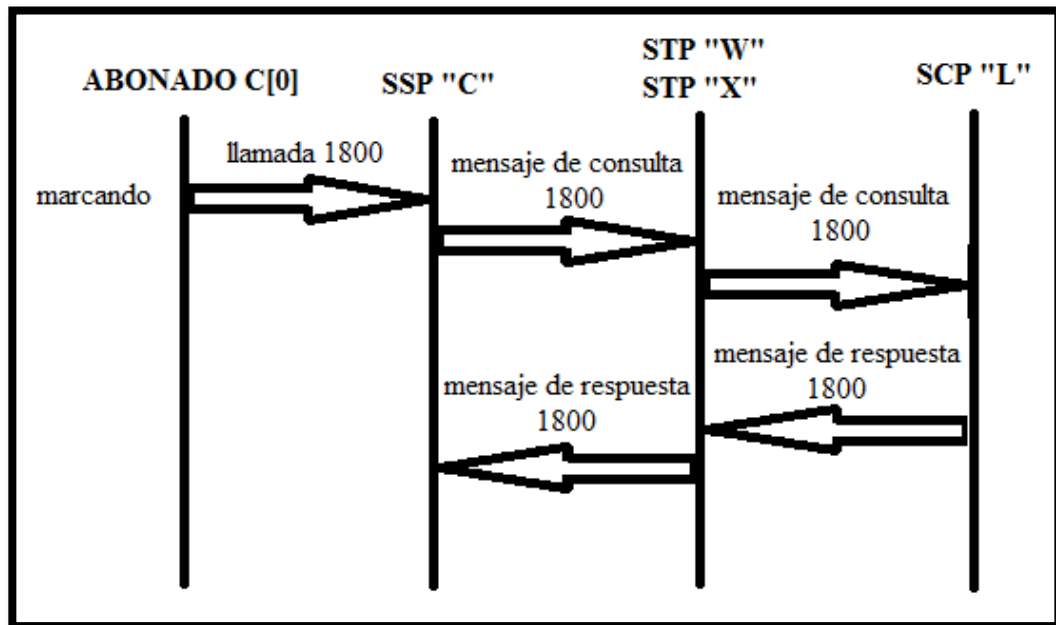 STP "W"
ABONADO C[0] SSP "C" STP "X" SCP "L"
llamada 1800
mensaje de consulta
1800
marcando
mensaje de consulta
1800
mensaje de respuesta
1800
mensaje de respuesta
1800